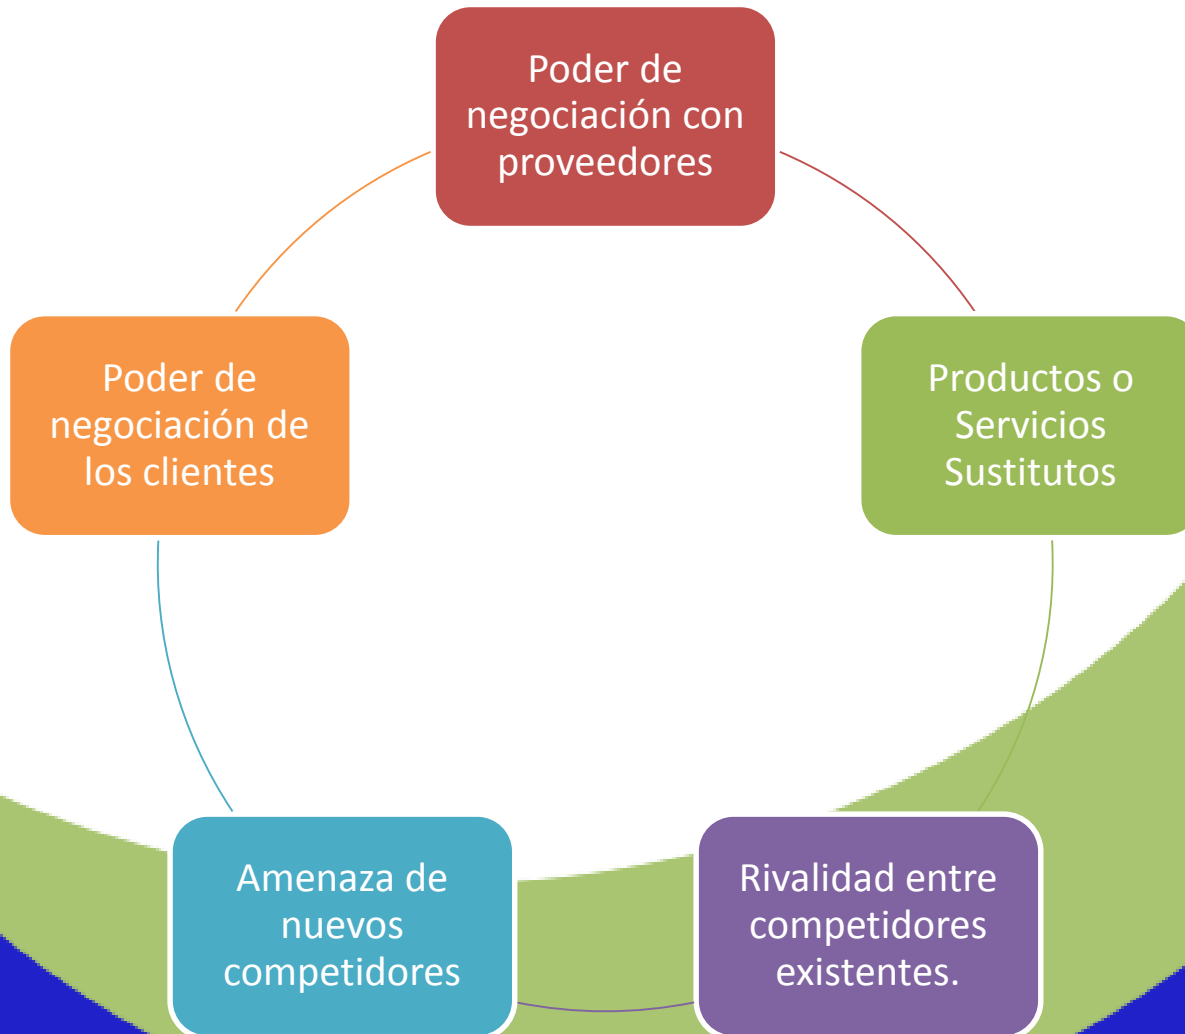 Poder de
negociación con
proveedores
Poder de
negociación de
los clientes
Productos o
Servicios
Sustitutos
Amenaza de
nuevos
competidores
Rivalidad entre
competidores
existentes.